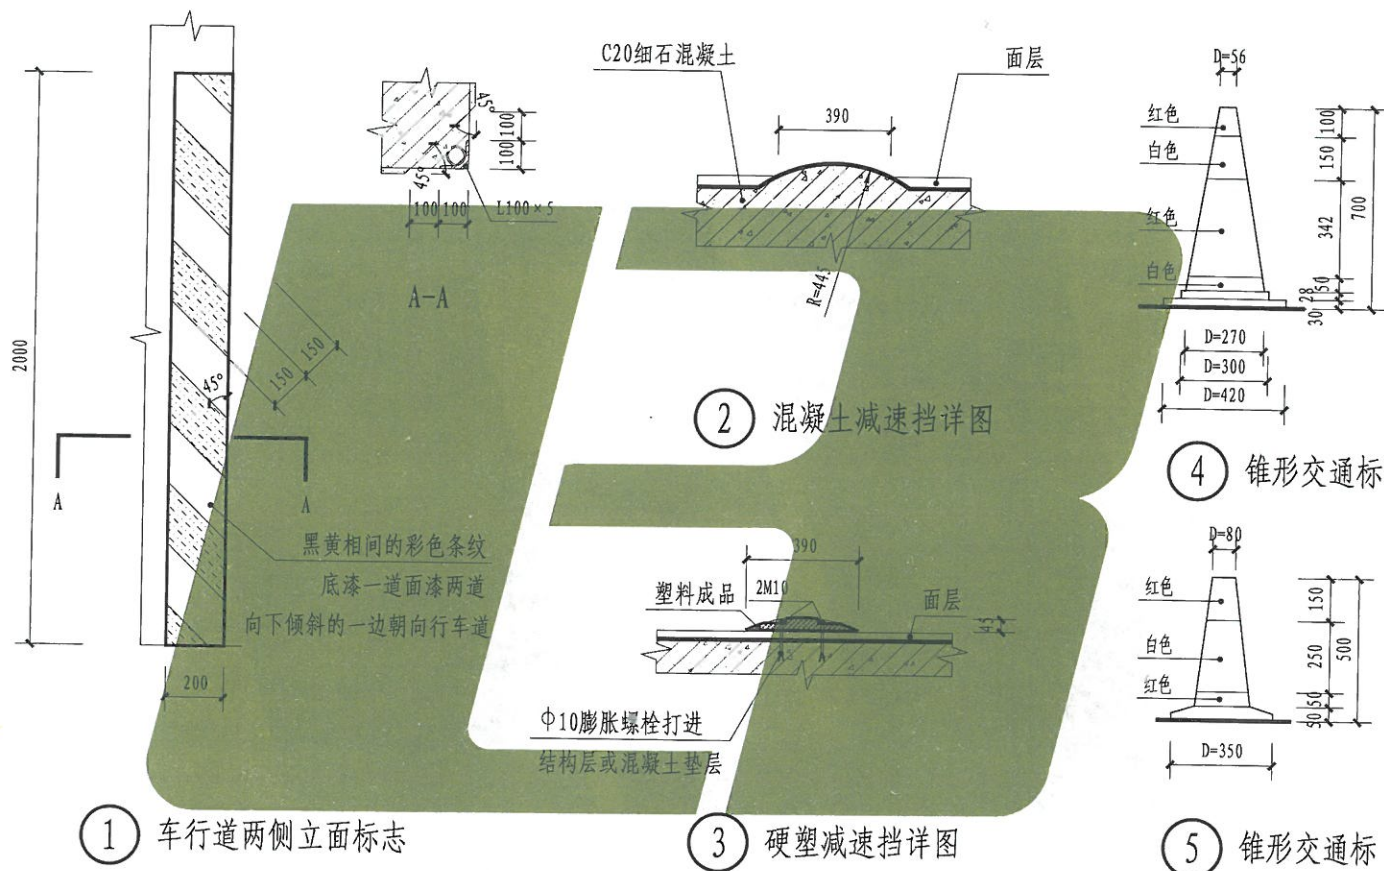 2000
45°
150
150
A
A
黑黄相间的彩色条纹
底漆一道面漆两道
向下倾斜的一边朝向行车道
200
1 车行道两侧立面标志
45°
100
100
45°
100 100
L100×5
A-A
C20细石混凝土
面层
390
R=445
2 混凝土减速挡详图
390
塑料成品
2M10
面层
45
Φ10膨胀螺栓打进
结构层或混凝土垫层
3 硬塑减速挡详图
D=56
红色
白色
红色
白色
100
150
342
50
28
30
700
D=270
D=300
D=420
4 锥形交通标
D=80
红色
白色
红色
150
250
50
50
500
D=350
5 锥形交通标